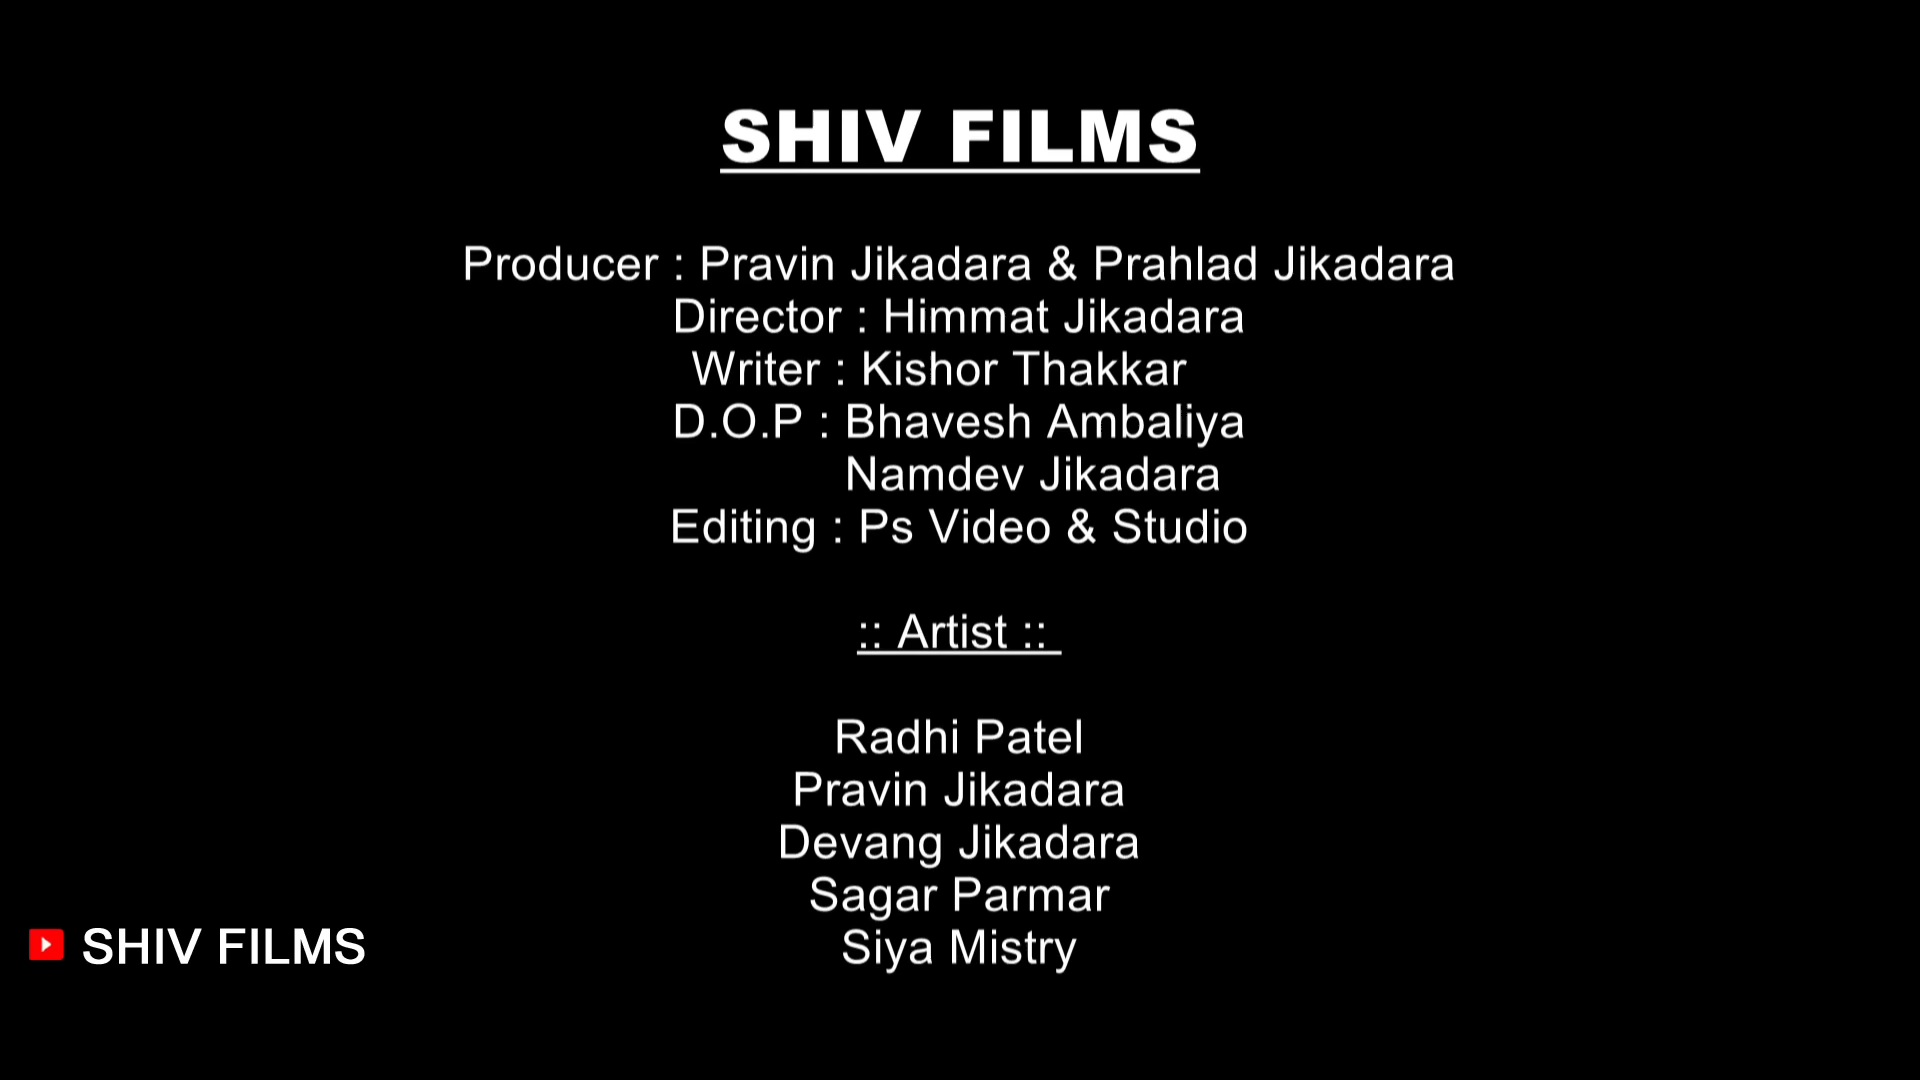 SHIV FILMS
Producer : Pravin Jikadara & Prahlad Jikadara
Director : Himmat Jikadara
Writer : Kishor Thakkar
D.O.P : Bhavesh Ambaliya
Namdev Jikadara
Editing : Ps Video & Studio
:: Artist ::
Radhi Patel
Pravin Jikadara
Devang Jikadara
Sagar Parmar
Siya Mistry
SHIV FILMS